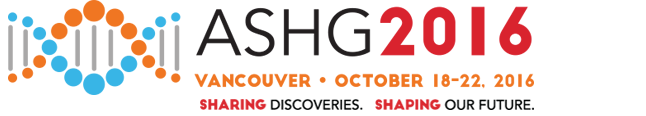 ASHG2016
VANCOUVER • OCTOBER 18-22, 2016
SHARING DISCOVERIES. SHAPING OUR FUTURE.